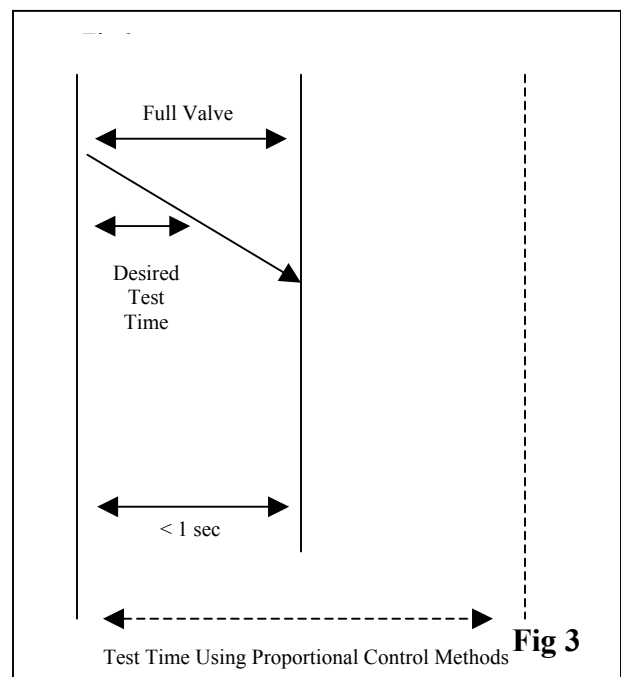 Full Valve
Desired
Test
Time
< 1 sec
Fig 3
Test Time Using Proportional Control Methods